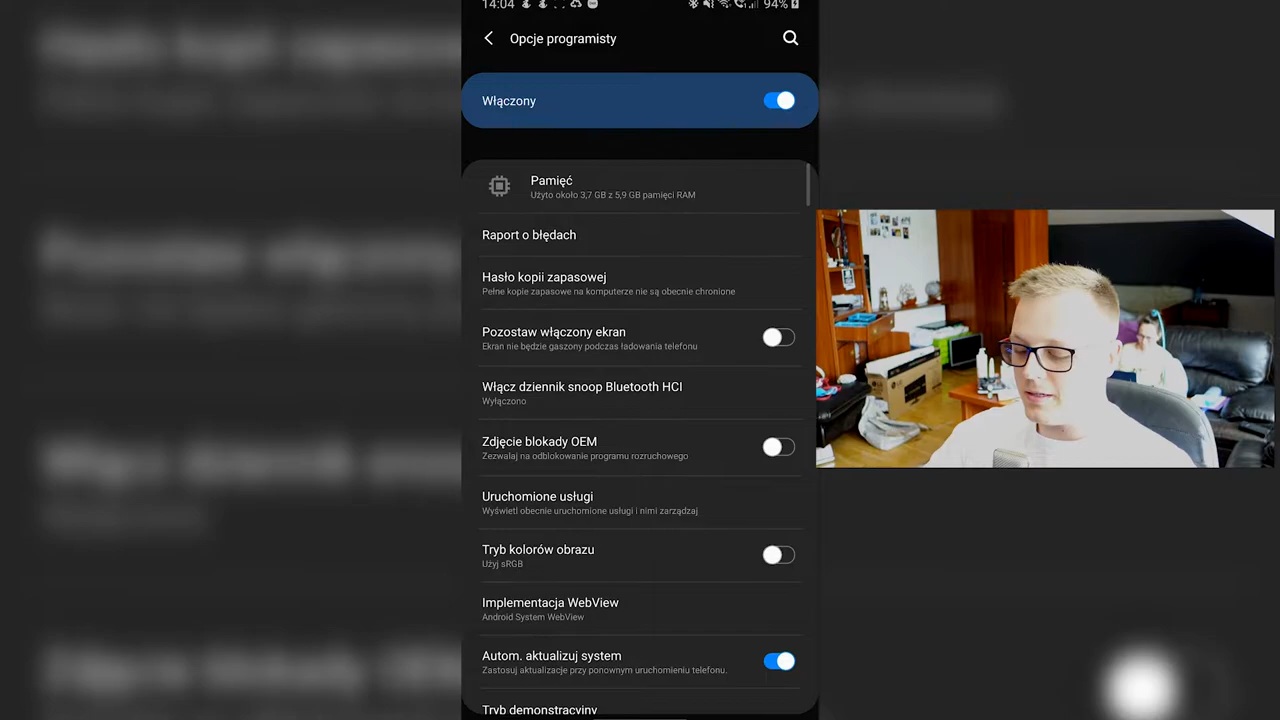 14:04
94%
Opcje programisty
Włączony
Pamięć
Użyto około 3,7 GB z 5,9 GB pamięci RAM
Raport o błędach
Hasło kopii zapasowej
Pełne kopie zapasowe na komputerze nie są obecnie chronione
Pozostaw włączony ekran
Ekran nie będzie gaszony podczas ładowania telefonu
Włącz dziennik snoop Bluetooth HCI
Wyłączono
Zdjęcie blokady OEM
Zezwalaj na odblokowanie programu rozruchowego
Uruchomione usługi
Wyświetl obecnie uruchomione usługi i nimi zarządzaj
Tryb kolorów obrazu
Użyj sRGB
Implementacja WebView
Android System WebView
Autom. aktualizuj system
Zastosuj aktualizacje przy ponownym uruchomieniu telefonu.
Tryb demonstracyjny